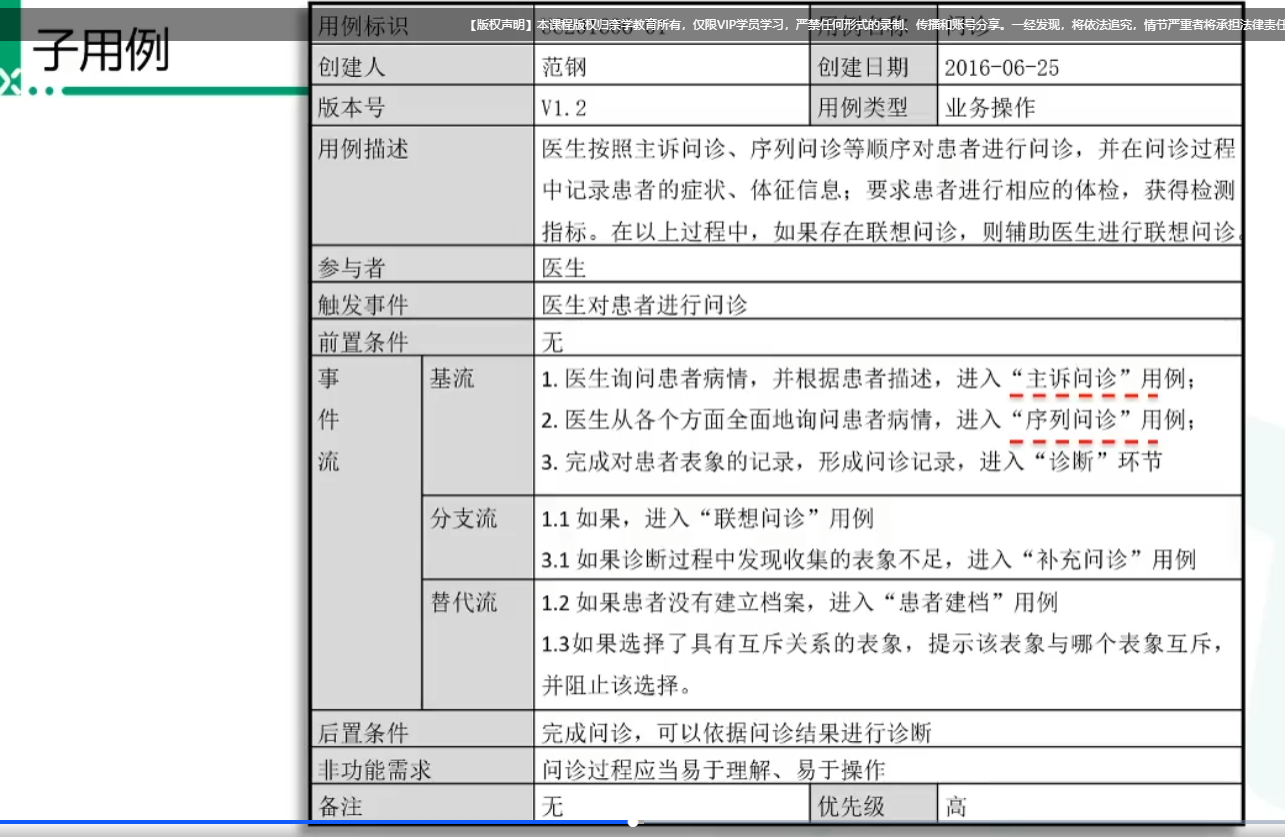 子用例
【版权声明】本课程版权归亲学教育所有，仅限VIP学员学习，严禁任何形式的录制、传播和账号分享。一经发现，将依法追究，情节严重者将承担法律责任
用例标识 用例名称 问诊
创建人 范钢 创建日期 2016-06-25
版本号 V1.2 用例类型 业务操作
用例描述 医生按照主诉问诊、序列问诊等顺序对患者进行问诊，并在问诊过程
中记录患者的症状、体征信息；要求患者进行相应的体检，获得检测
指标。在以上过程中，如果存在联想问诊，则辅助医生进行联想问诊。
参与者 医生
触发事件 医生对患者进行问诊
前置条件 无
事 基流 1. 医生询问患者病情，并根据患者描述，进入“主诉问诊”用例；
件 2. 医生从各个方面全面地询问患者病情，进入“序列问诊”用例；
流 3. 完成对患者表象的记录，形成问诊记录，进入“诊断”环节
分支流 1.1 如果，进入“联想问诊”用例
3.1 如果诊断过程中发现收集的表象不足，进入“补充问诊”用例
替代流 1.2 如果患者没有建立档案，进入“患者建档”用例
1.3如果选择了具有互斥关系的表象，提示该表象与哪个表象互斥，
并阻止该选择。
后置条件 完成问诊，可以依据问诊结果进行诊断
非功能需求 问诊过程应当易于理解、易于操作
备注 无 优先级 高